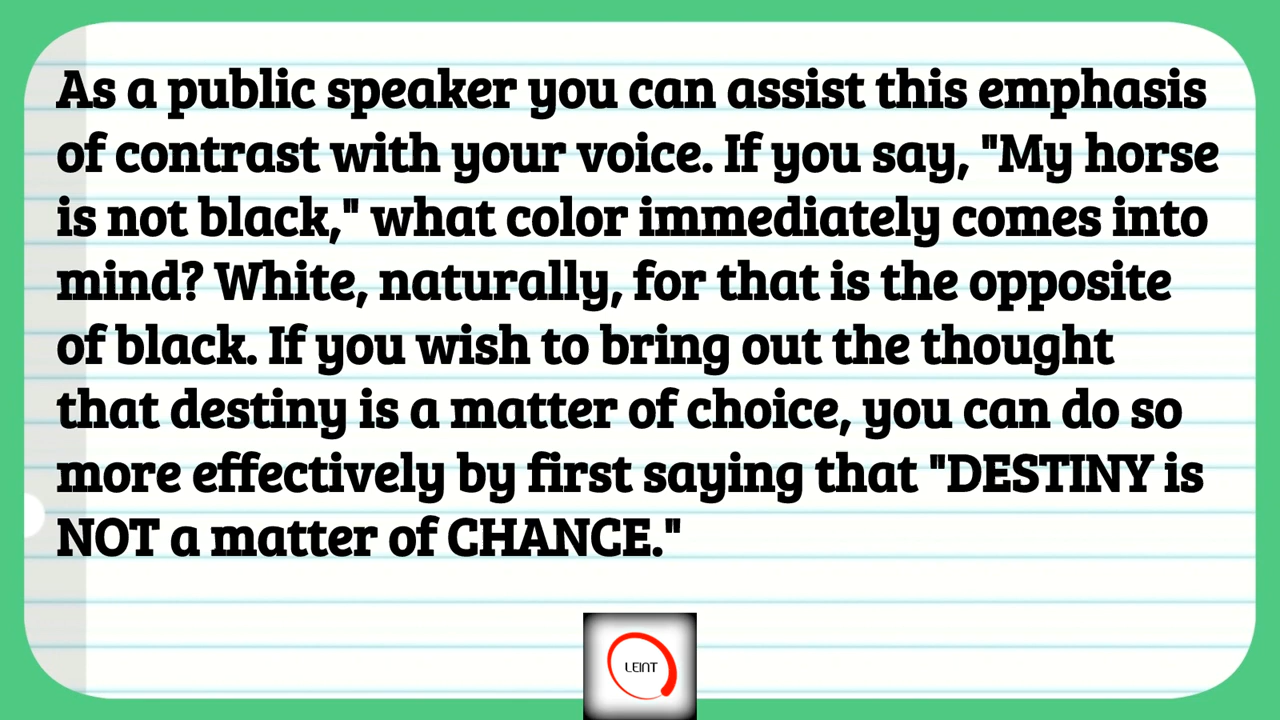 As a public speaker you can assist this emphasis
of contrast with your voice. If you say, "My horse
is not black," what color immediately comes into
mind? White, naturally, for that is the opposite
of black. If you wish to bring out the thought
that destiny is a matter of choice, you can do so
more effectively by first saying that "DESTINY is
NOT a matter of CHANCE."
LEINT